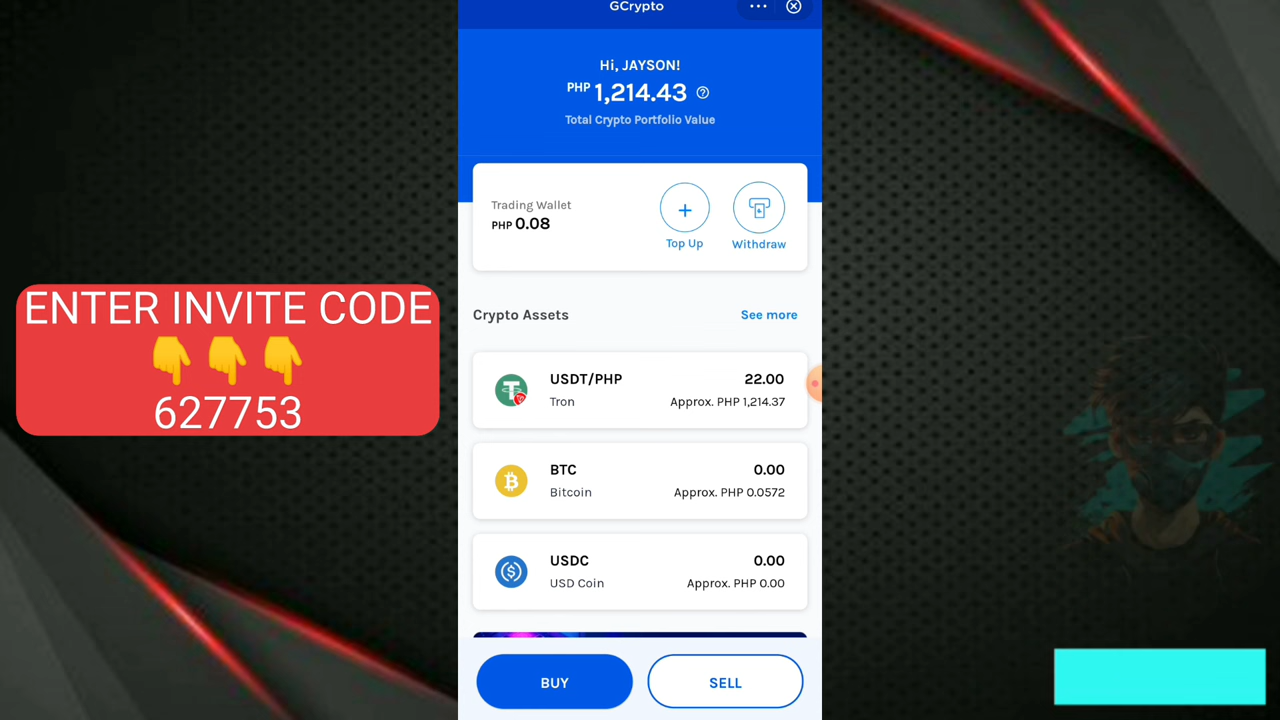 GCrypto
Hi, JAYSON!
PHP 1,214.43
Total Crypto Portfolio Value
Trading Wallet
PHP 0.08
Top Up
Withdraw
ENTER INVITE CODE
👇👇👇
627753
Crypto Assets
See more
USDT/PHP
22.00
Tron
Approx. PHP 1,214.37
BTC
0.00
Bitcoin
Approx. PHP 0.0572
USDC
0.00
USD Coin
Approx. PHP 0.00
BUY
SELL